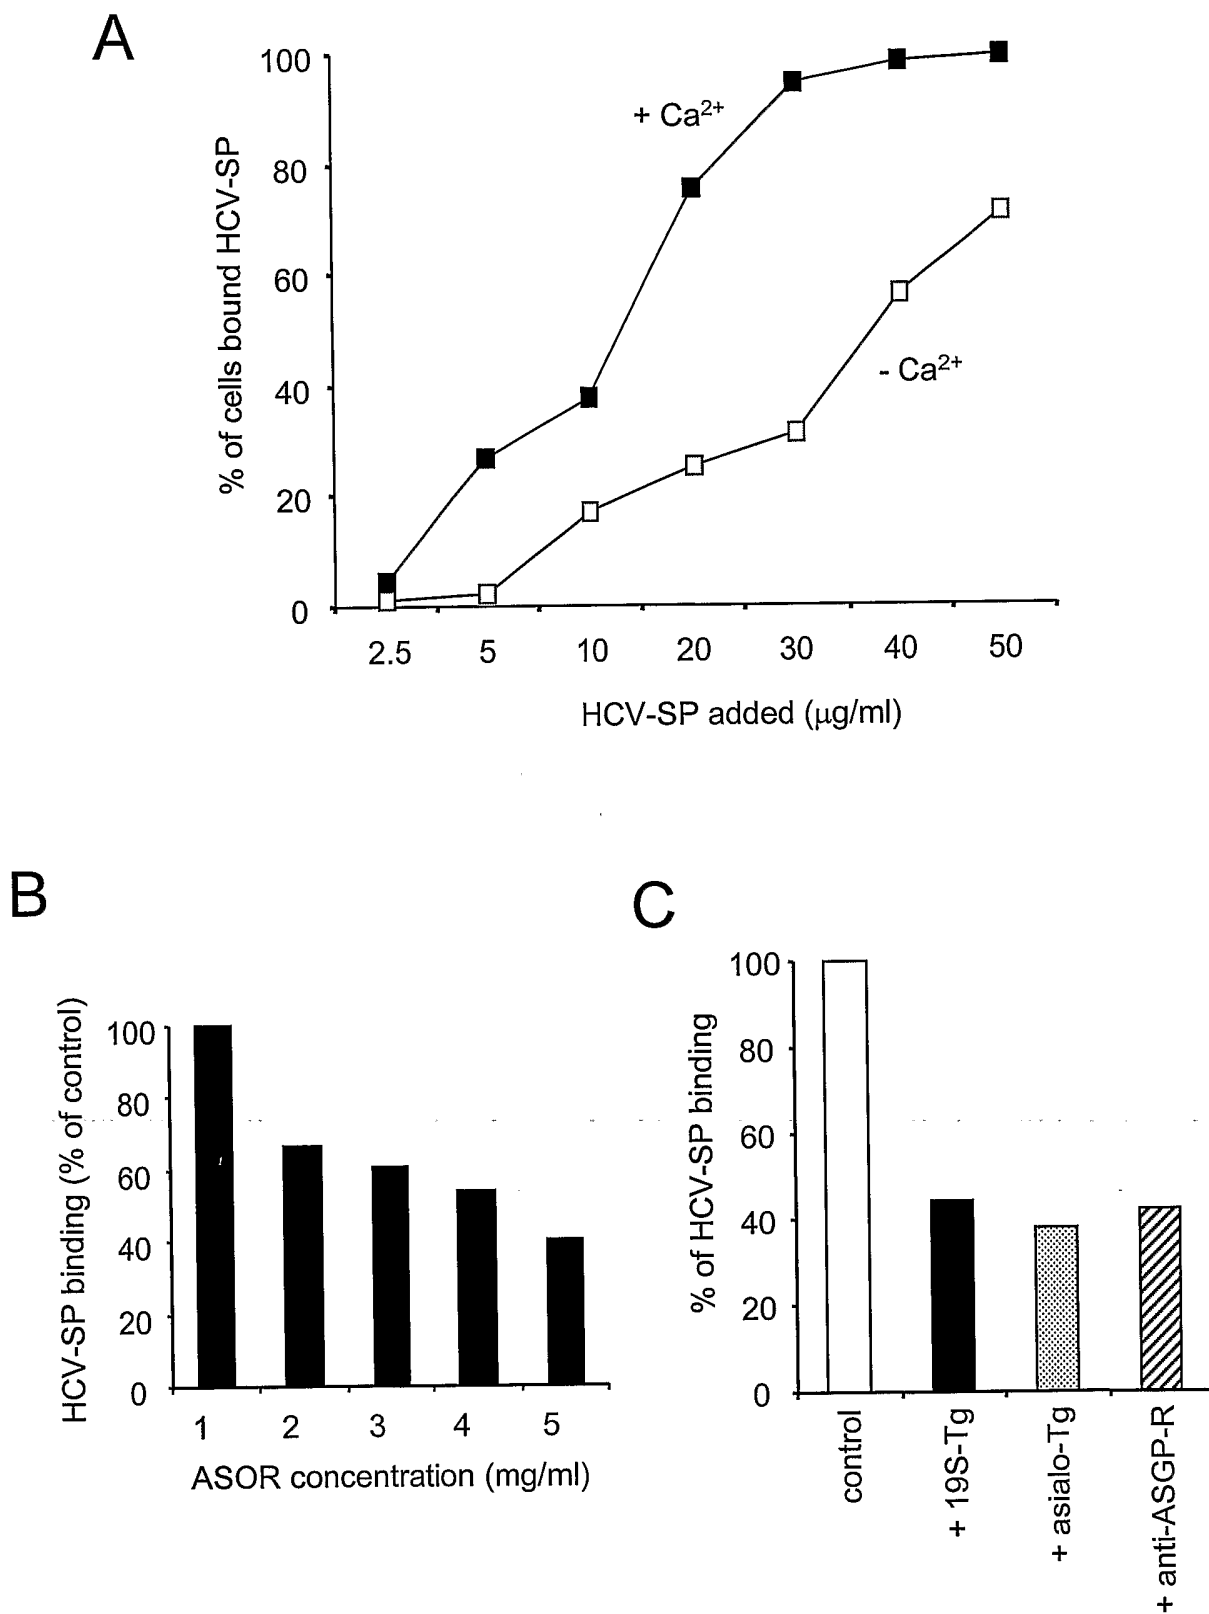 A
% of cells bound HCV-SP
100
80
60
40
20
0
+ Ca²⁺
- Ca²⁺
2.5 5 10 20 30 40 50
HCV-SP added (μg/ml)
B
HCV-SP binding (% of control)
100
80
60
40
20
0
1 2 3 4 5
ASOR concentration (mg/ml)
C
% of HCV-SP binding
100
80
60
40
20
0
control
+ 19S-Tg
+ asialo-Tg
+ anti-ASGP-R